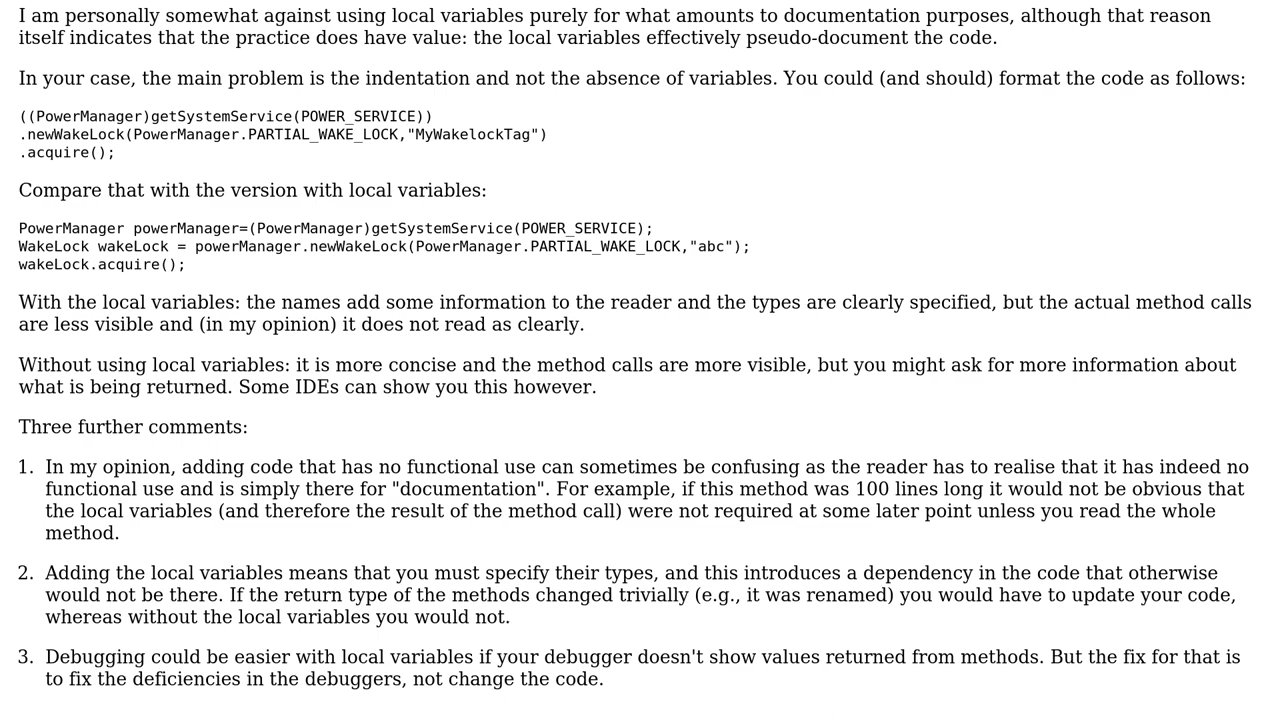 I am personally somewhat against using local variables purely for what amounts to documentation purposes, although that reason
itself indicates that the practice does have value: the local variables effectively pseudo-document the code.
In your case, the main problem is the indentation and not the absence of variables. You could (and should) format the code as follows:
((PowerManager)getSystemService(POWER_SERVICE))
.newWakeLock(PowerManager.PARTIAL_WAKE_LOCK,"MyWakelockTag")
.acquire();
Compare that with the version with local variables:
PowerManager powerManager=(PowerManager)getSystemService(POWER_SERVICE);
WakeLock wakeLock = powerManager.newWakeLock(PowerManager.PARTIAL_WAKE_LOCK,"abc");
wakeLock.acquire();
With the local variables: the names add some information to the reader and the types are clearly specified, but the actual method calls
are less visible and (in my opinion) it does not read as clearly.
Without using local variables: it is more concise and the method calls are more visible, but you might ask for more information about
what is being returned. Some IDEs can show you this however.
Three further comments:
1. In my opinion, adding code that has no functional use can sometimes be confusing as the reader has to realise that it has indeed no
functional use and is simply there for "documentation". For example, if this method was 100 lines long it would not be obvious that
the local variables (and therefore the result of the method call) were not required at some later point unless you read the whole
method.
2. Adding the local variables means that you must specify their types, and this introduces a dependency in the code that otherwise
would not be there. If the return type of the methods changed trivially (e.g., it was renamed) you would have to update your code,
whereas without the local variables you would not.
3. Debugging could be easier with local variables if your debugger doesn't show values returned from methods. But the fix for that is
to fix the deficiencies in the debuggers, not change the code.